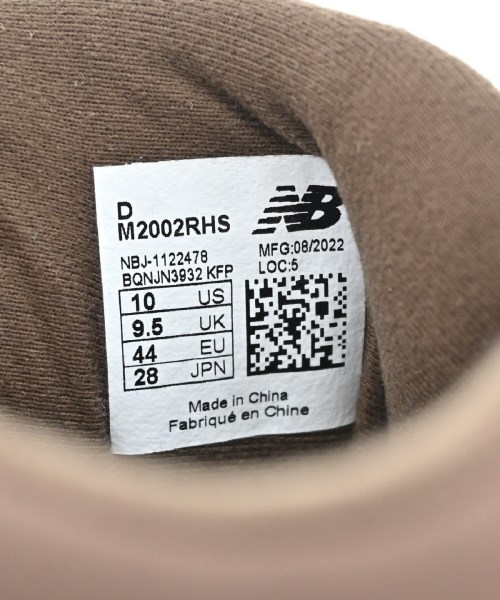 D
M2002RHS
NB
NBJ-1122478
MFG:08/2022
BQNJN3932 KFP
LOC:5
10 US
9.5 UK
44 EU
28 JPN
Made in China
Fabriqué en Chine